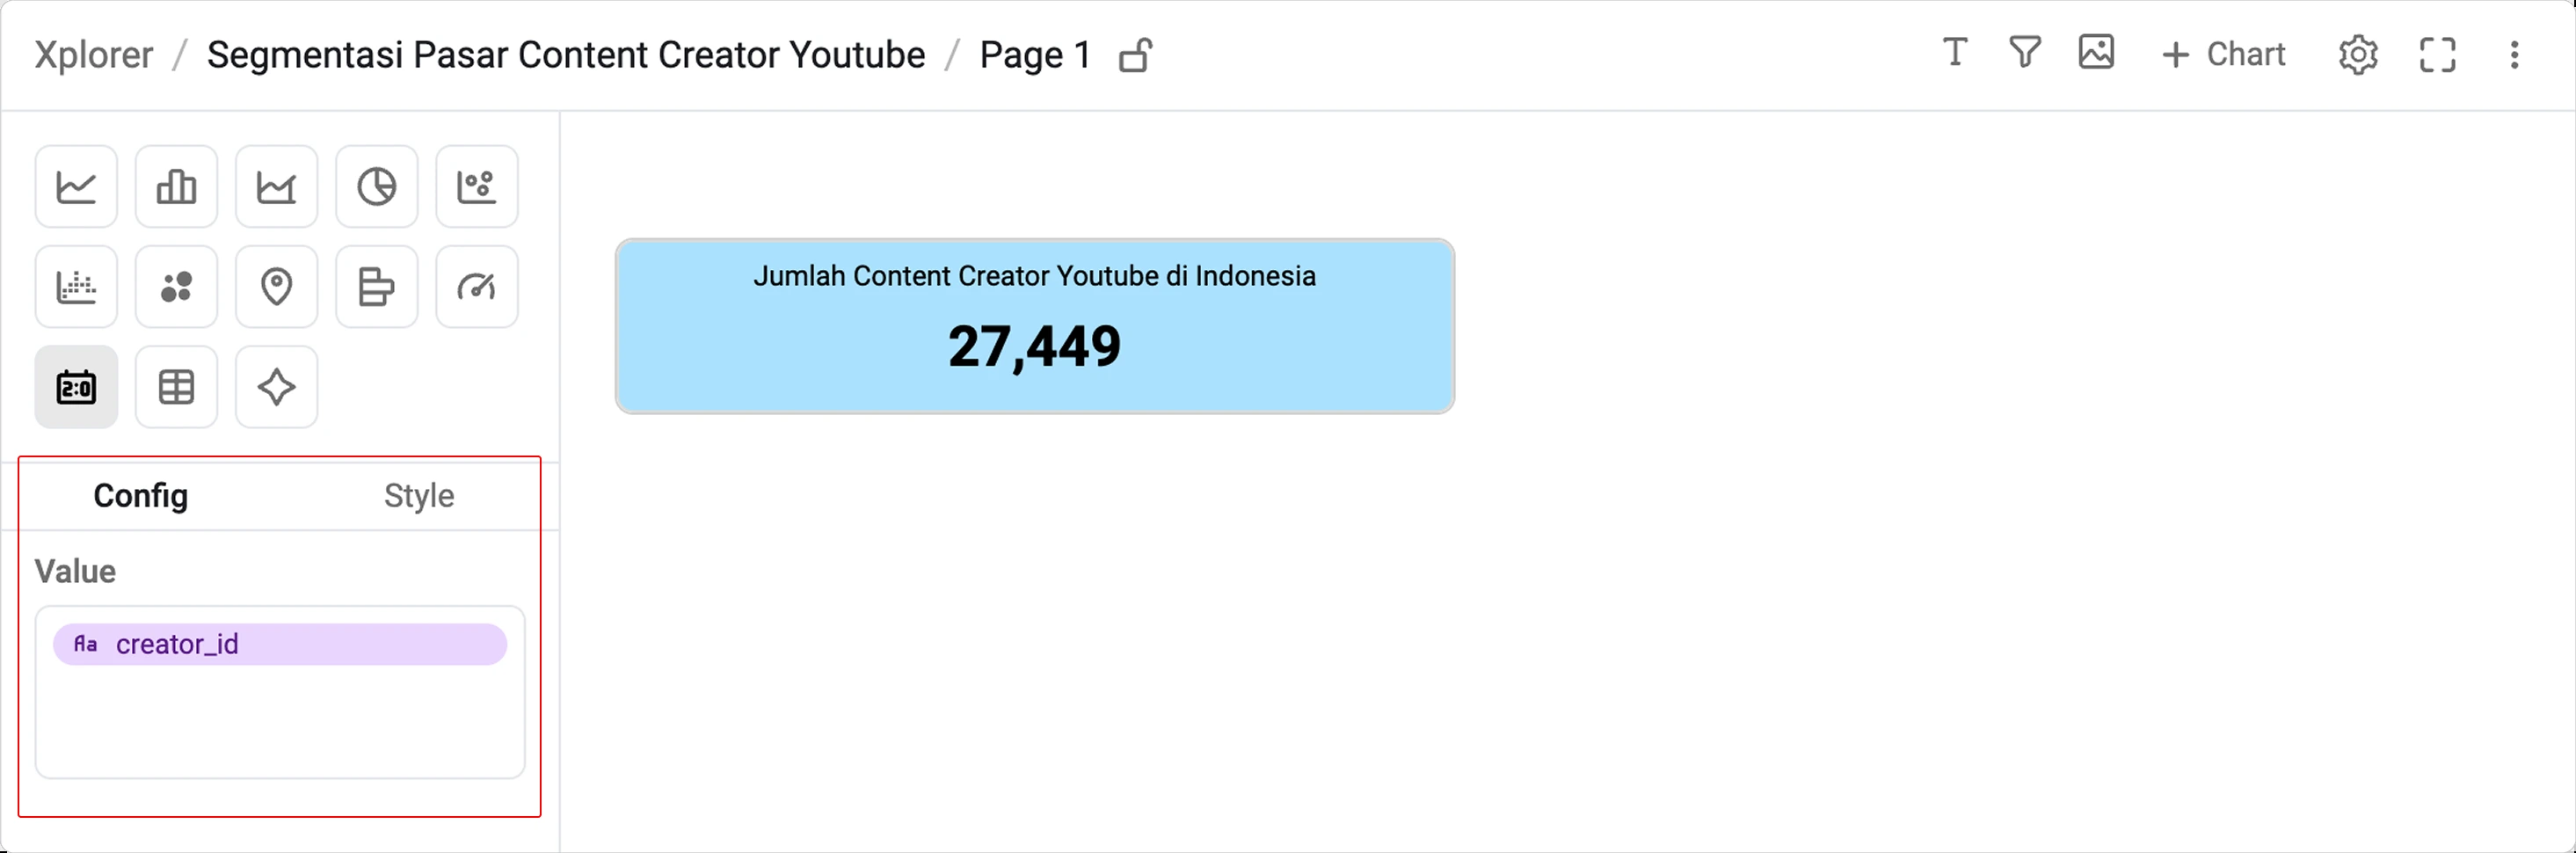 Xplorer / Segmentasi Pasar Content Creator Youtube / Page 1
T
+ Chart
2:0
Config Style
Value
Aa creator_id
Jumlah Content Creator Youtube di Indonesia
27,449